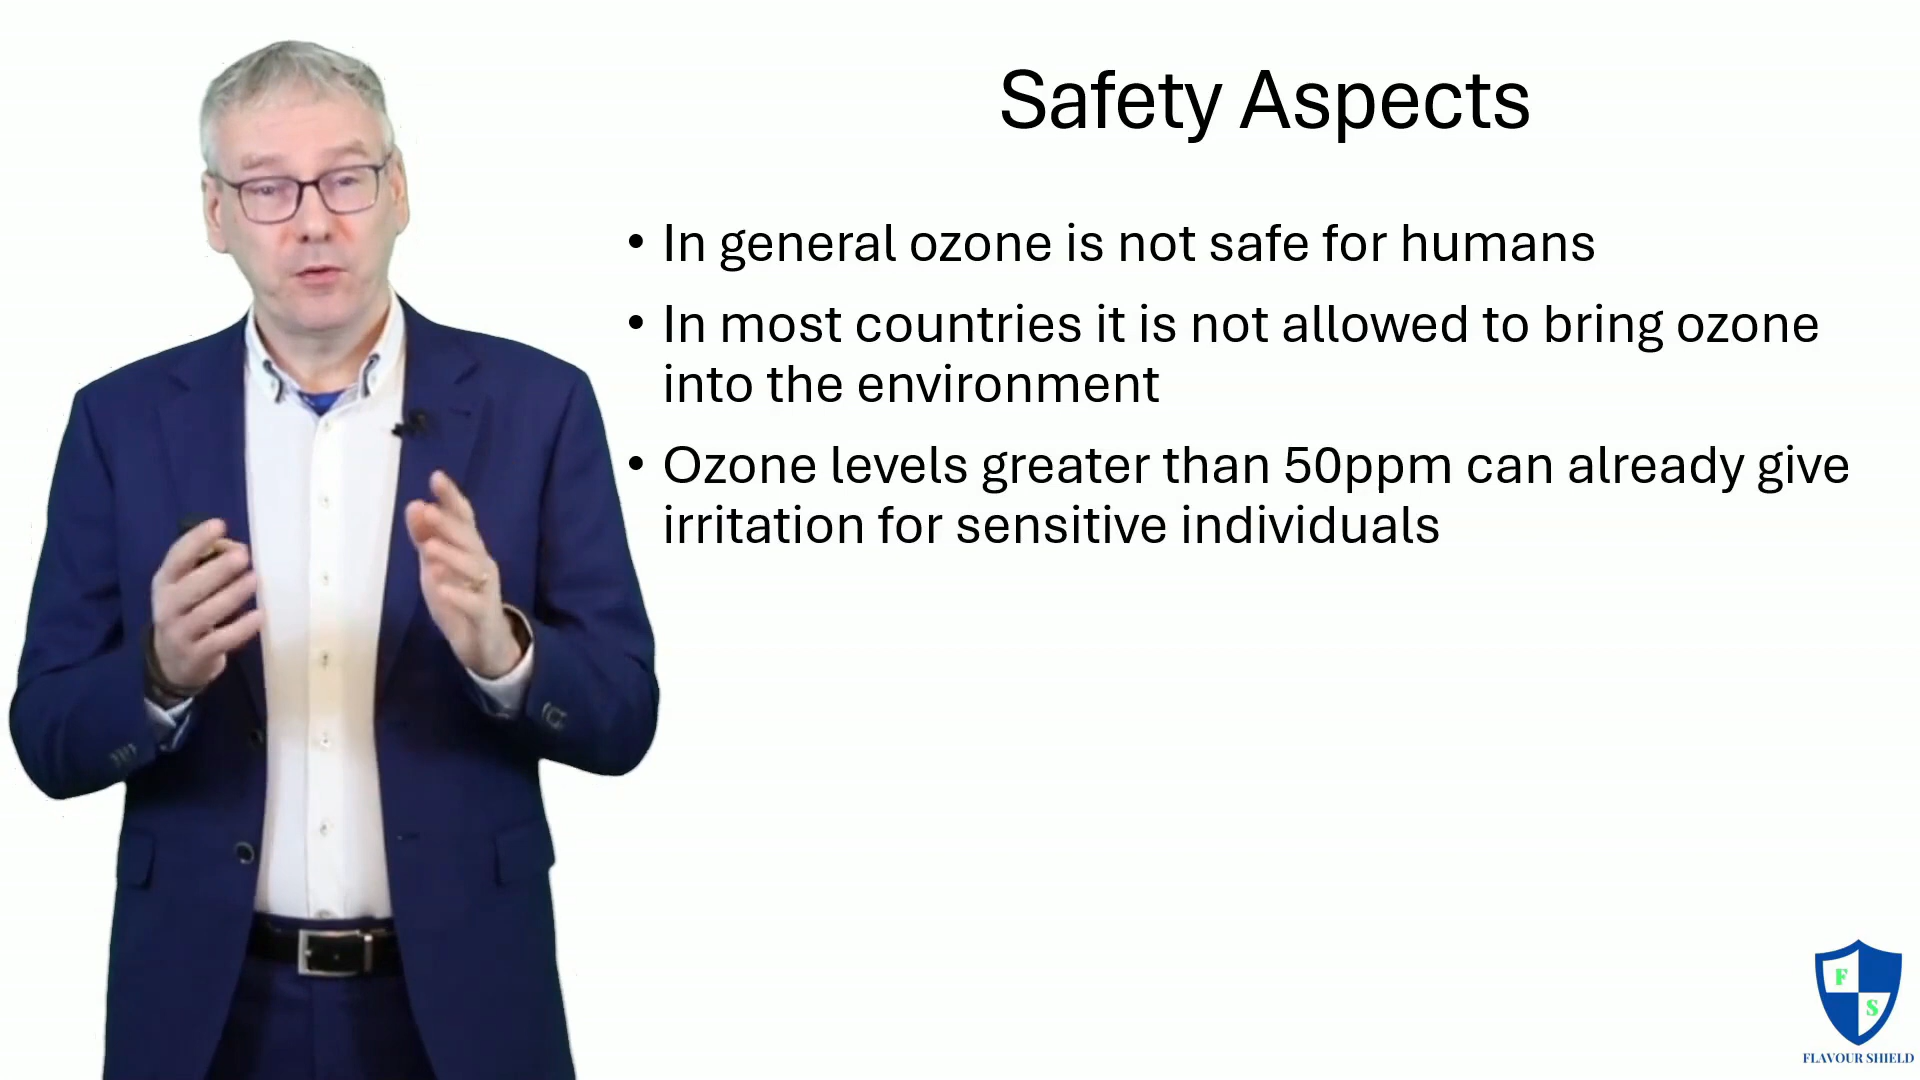 Safety Aspects
• In general ozone is not safe for humans
• In most countries it is not allowed to bring ozone
into the environment
• Ozone levels greater than 50ppm can already give
irritation for sensitive individuals
F
S
FLAVOUR SHIELD